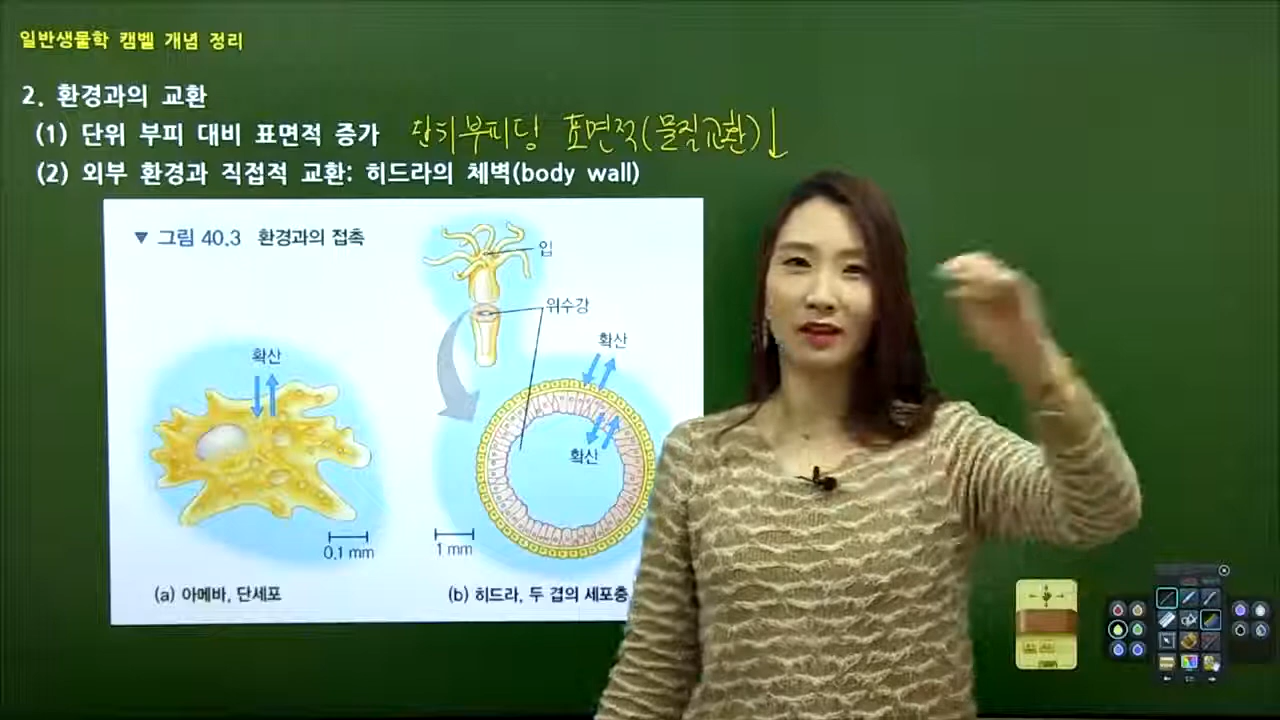 일반생물학 캠벨 개념 정리
2. 환경과의 교환
(1) 단위 부피 대비 표면적 증가 단위부피당 표면적(물질교환)↓
(2) 외부 환경과 직접적 교환: 히드라의 체벽(body wall)
▼ 그림 40.3 환경과의 접촉
입
위수강
확산
확산
확산
0.1 mm
1 mm
(a) 아메바, 단세포
(b) 히드라, 두 겹의 세포층